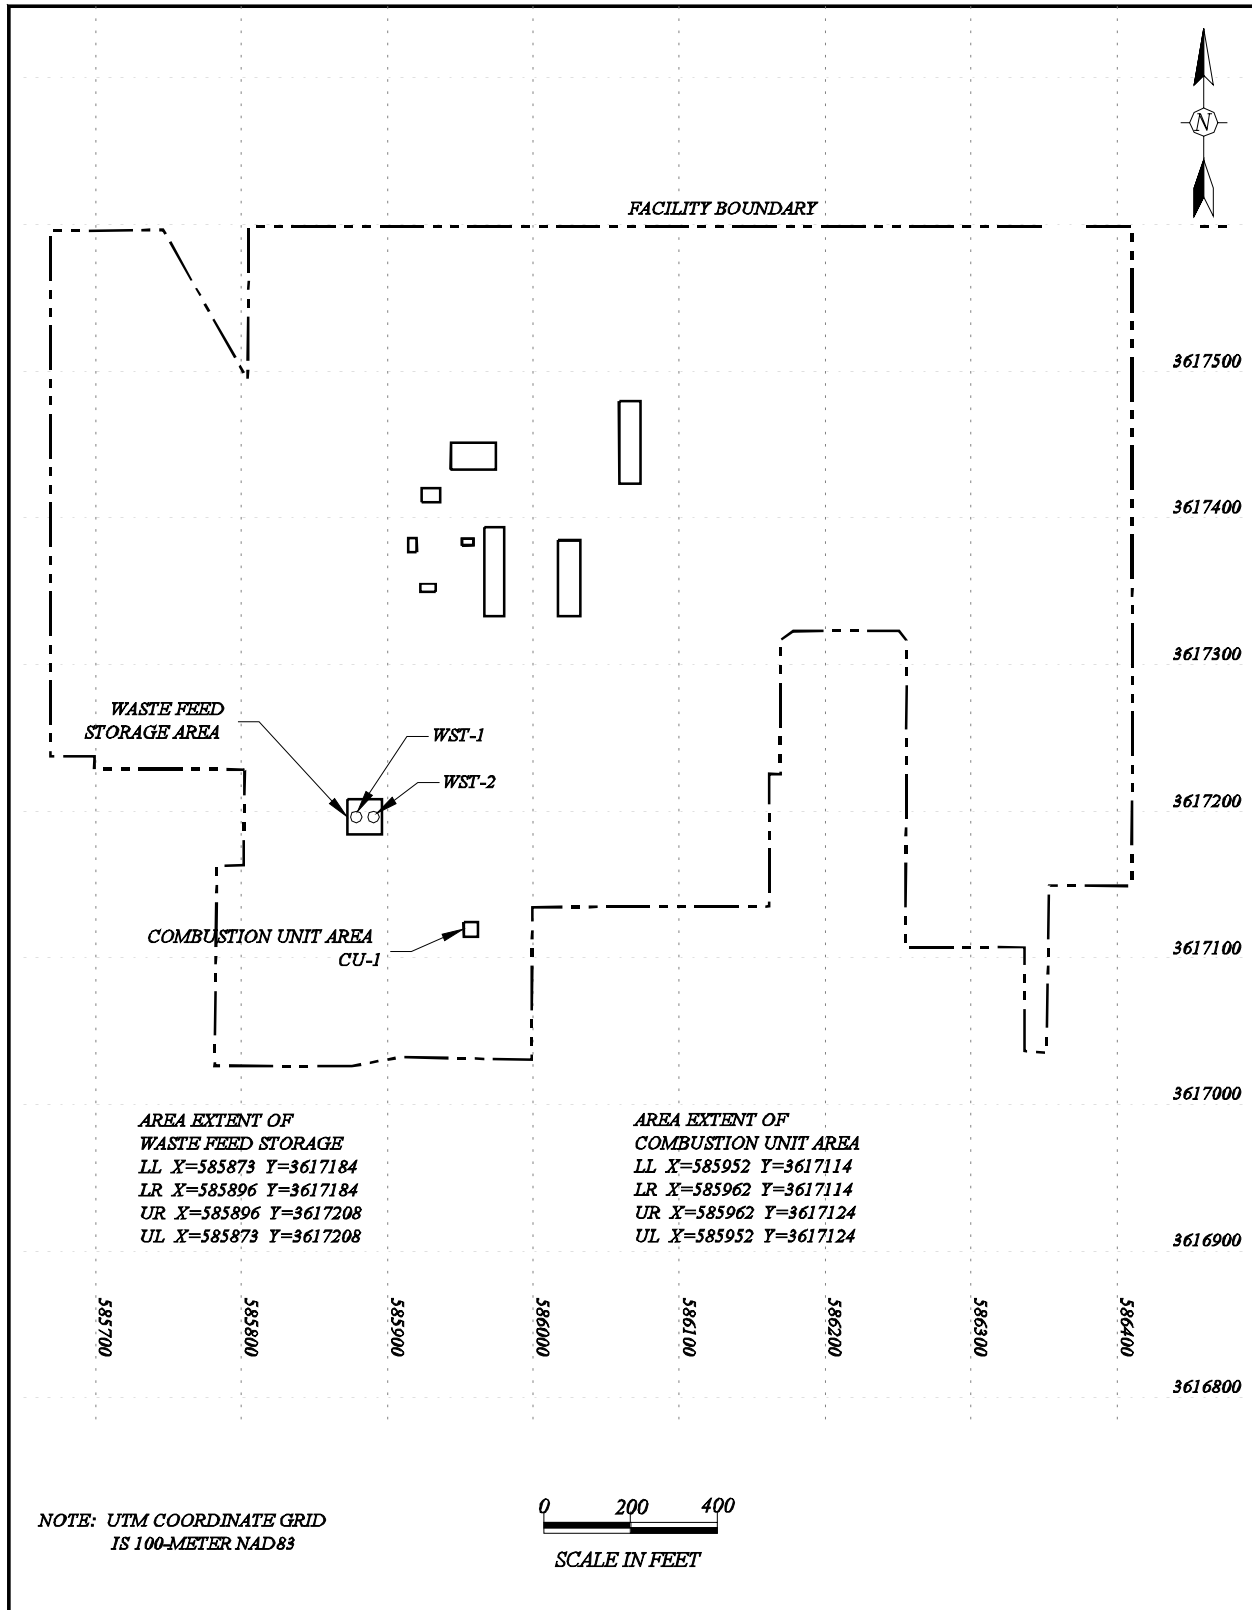 N
FACILITY BOUNDARY
3617500
3617400
3617300
WASTE FEED
STORAGE AREA
WST-1
WST-2
3617200
COMBUSTION UNIT AREA
CU-1
3617100
3617000
AREA EXTENT OF
WASTE FEED STORAGE
LL X=585873 Y=3617184
LR X=585896 Y=3617184
UR X=585896 Y=3617208
UL X=585873 Y=3617208
AREA EXTENT OF
COMBUSTION UNIT AREA
LL X=585952 Y=3617114
LR X=585962 Y=3617114
UR X=585962 Y=3617124
UL X=585952 Y=3617124
3616900
585700
585800
585900
586000
586100
586200
586300
586400
3616800
NOTE: UTM COORDINATE GRID
IS 100-METER NAD83
0 200 400
SCALE IN FEET